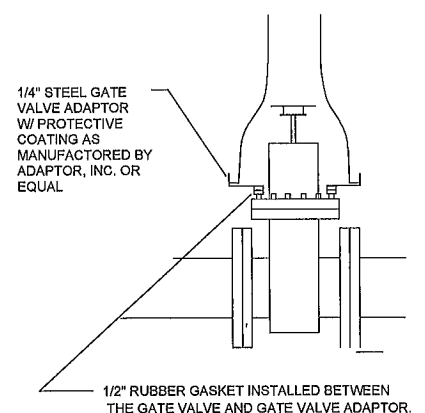 1/4" STEEL GATE
VALVE ADAPTOR
W/ PROTECTIVE
COATING AS
MANUFACTORED BY
ADAPTOR, INC. OR
EQUAL
1/2" RUBBER GASKET INSTALLED BETWEEN
THE GATE VALVE AND GATE VALVE ADAPTOR.